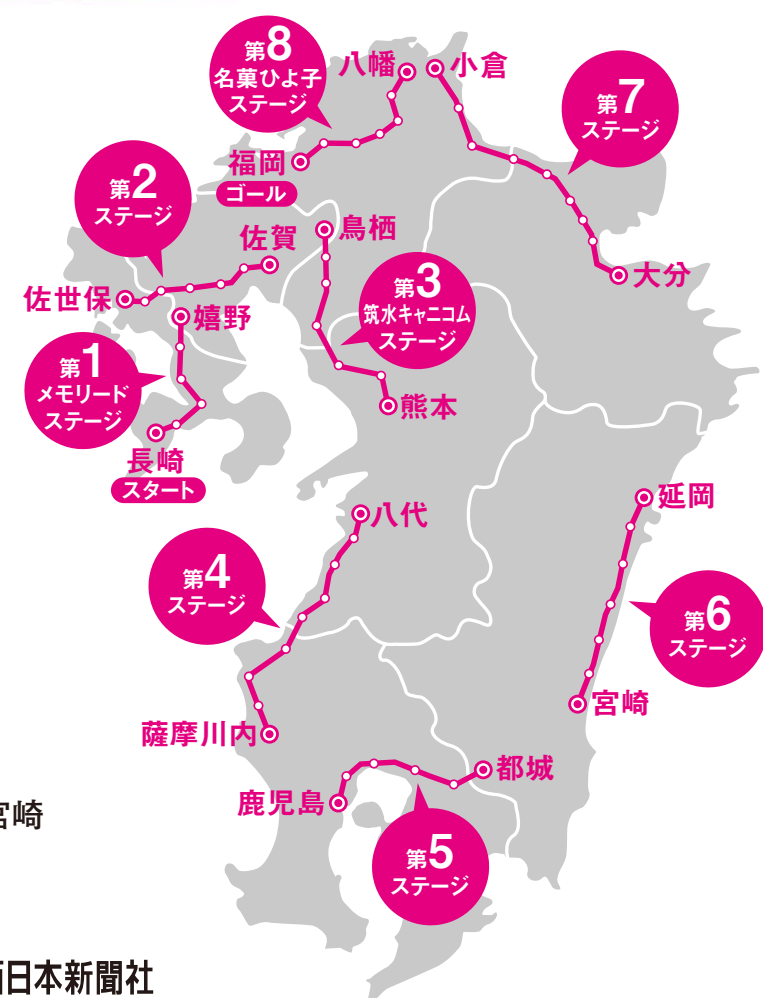 第8
名菓ひよ子
ステージ
八幡
小倉
第7
ステージ
福岡
ゴール
第2
ステージ
佐賀
鳥栖
大分
佐世保
嬉野
第3
筑水キャニコム
ステージ
第1
メモリード
ステージ
熊本
長崎
スタート
延岡
八代
第4
ステージ
第6
ステージ
宮崎
薩摩川内
都城
鹿児島
宮崎
第5
ステージ
西日本新聞社